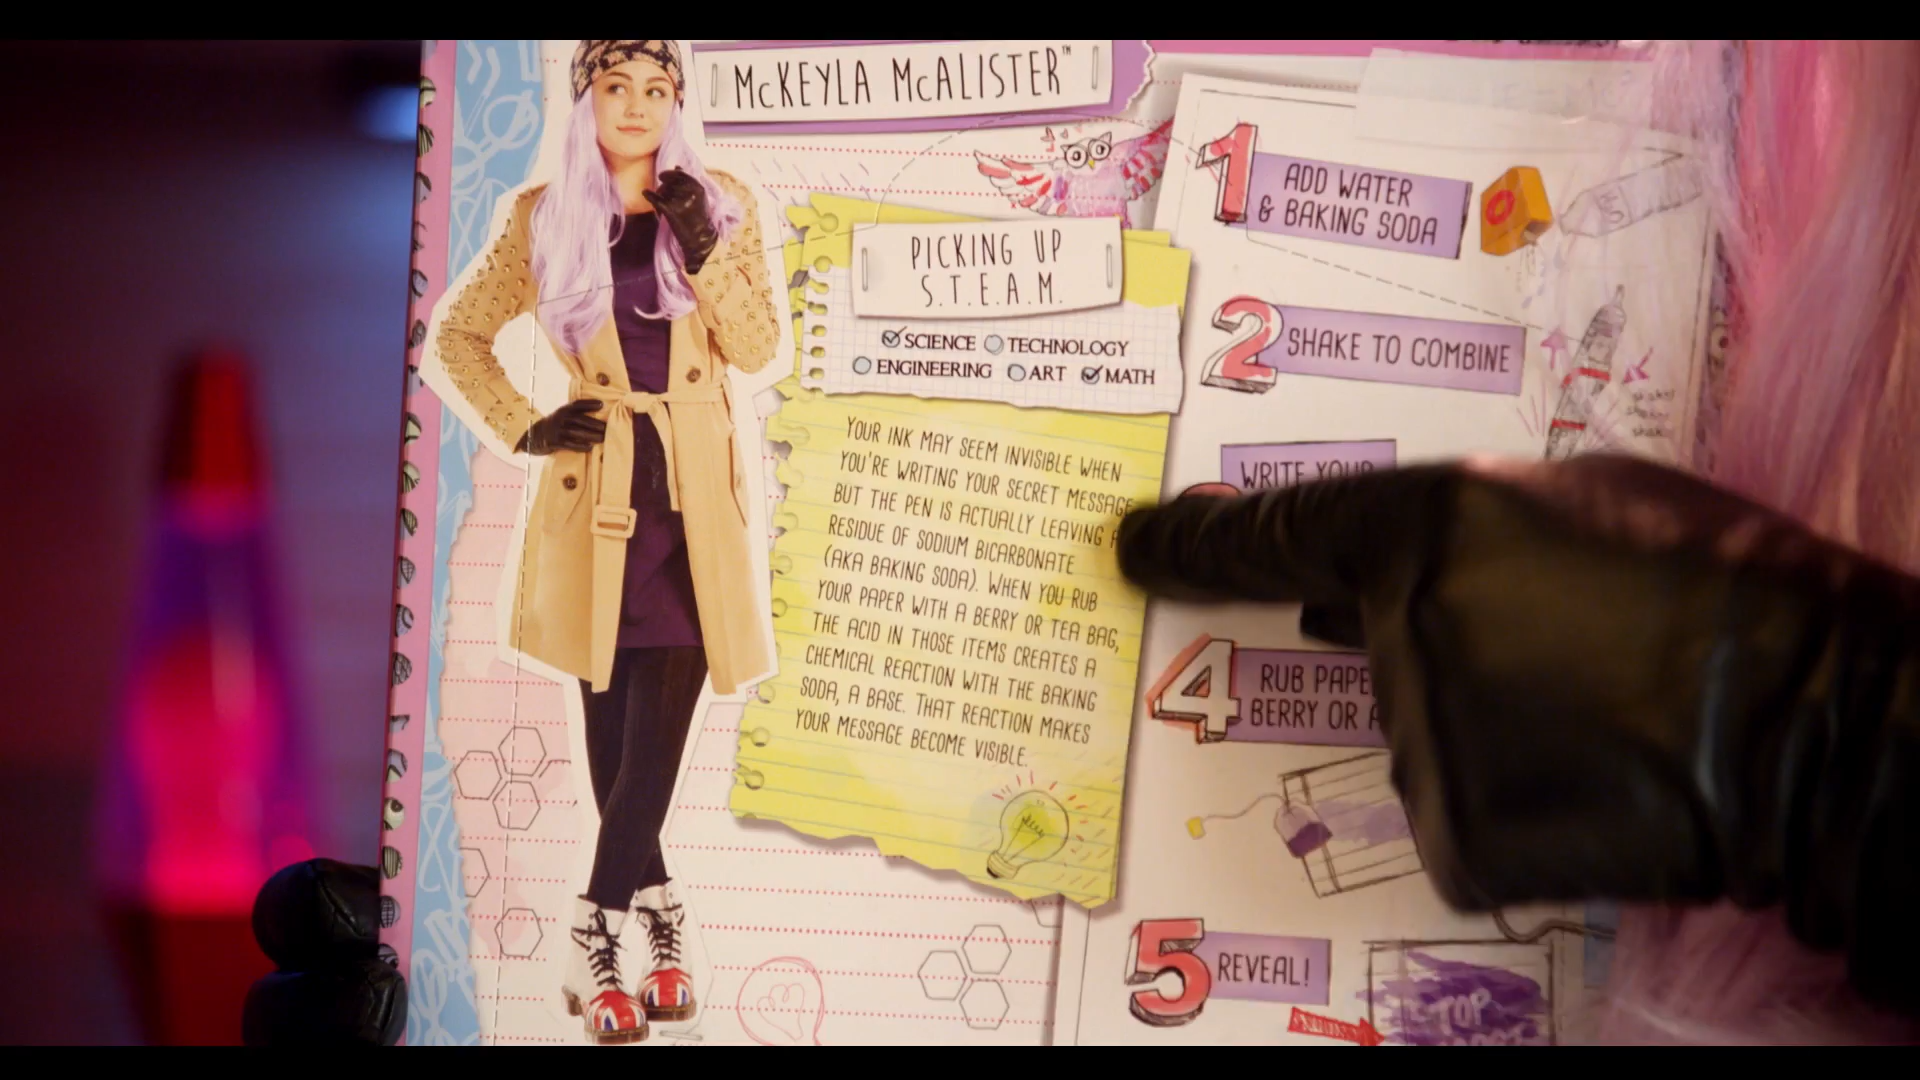 McKEYLA McALISTER™
PICKING UP
S.T.E.A.M.
SCIENCE TECHNOLOGY
ENGINEERING ART MATH
YOUR INK MAY SEEM INVISIBLE WHEN
YOU'RE WRITING YOUR SECRET MESSAGE
BUT THE PEN IS ACTUALLY LEAVING A
RESIDUE OF SODIUM BICARBONATE
(AKA BAKING SODA). WHEN YOU RUB
YOUR PAPER WITH A BERRY OR TEA BAG,
THE ACID IN THOSE ITEMS CREATES A
CHEMICAL REACTION WITH THE BAKING
SODA, A BASE. THAT REACTION MAKES
YOUR MESSAGE BECOME VISIBLE.
1 ADD WATER
& BAKING SODA
2 SHAKE TO COMBINE
shake
WRITE YOUR
4 RUB
BERRY OR
5 REVEAL!
TOP